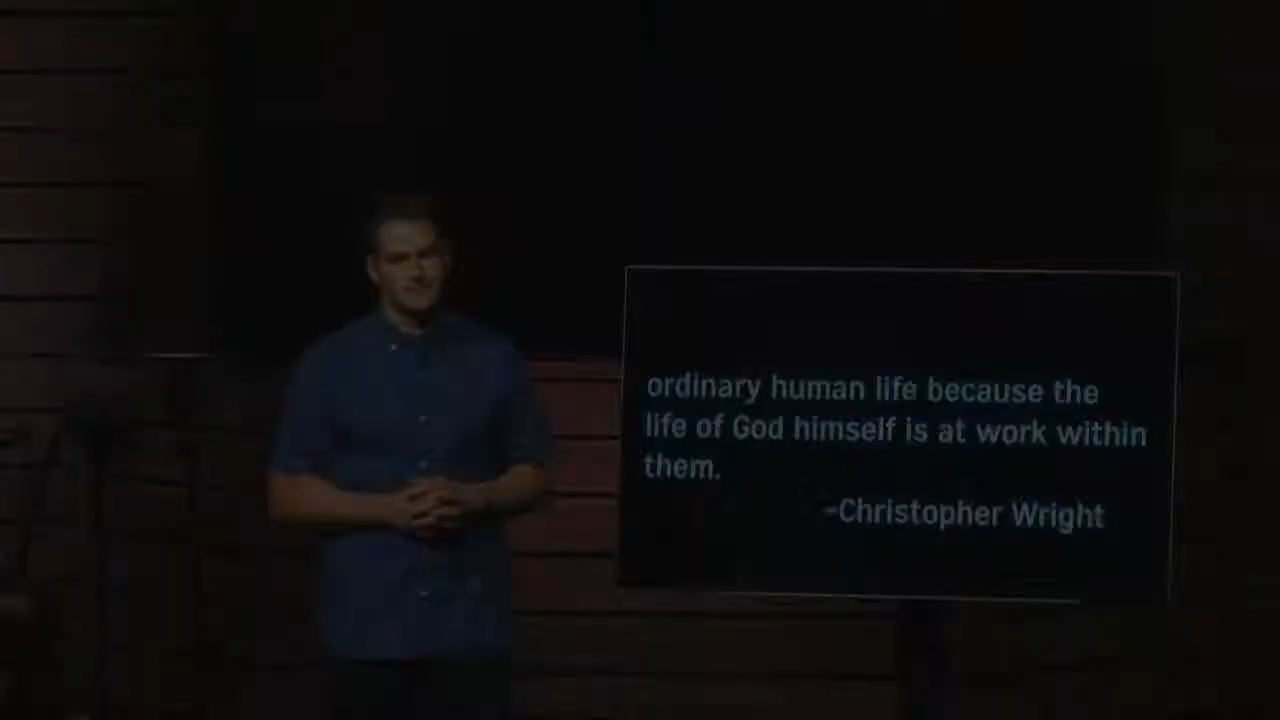 ordinary human life because the
life of God himself is at work within
them.
-Christopher Wright